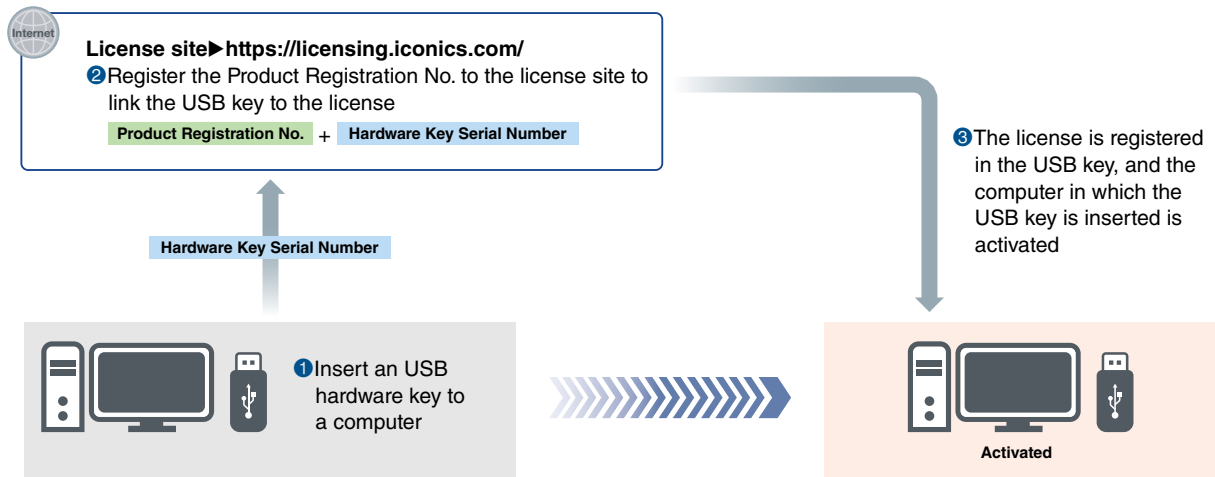 Internet
License site▶https://licensing.iconics.com/
❷Register the Product Registration No. to the license site to
link the USB key to the license
Product Registration No. + Hardware Key Serial Number
❸The license is registered
in the USB key, and the
computer in which the
USB key is inserted is
activated
Hardware Key Serial Number
❶Insert an USB
hardware key to
a computer
Activated